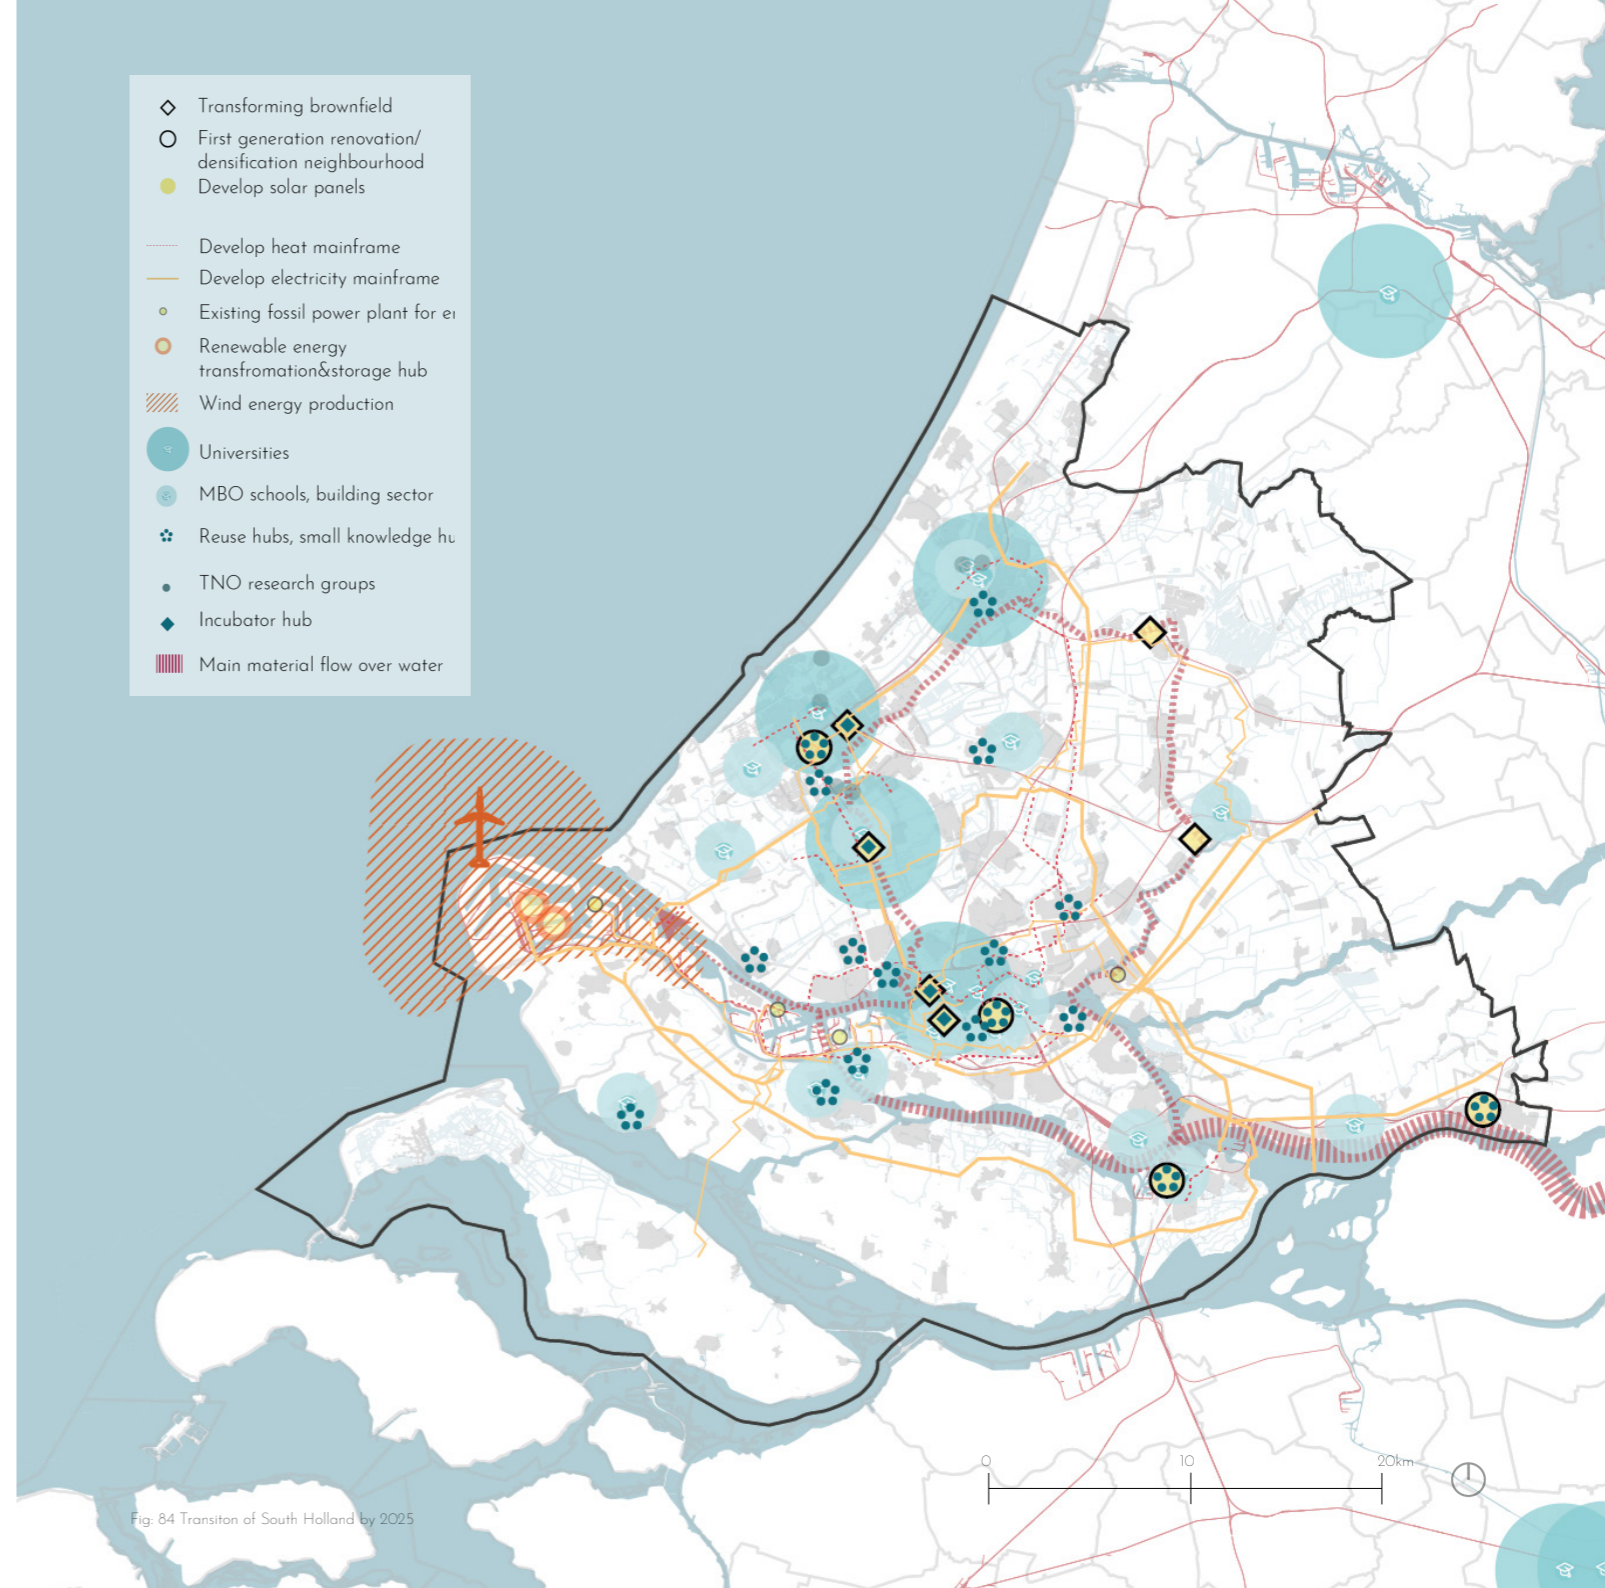 Transforming brownfield
First generation renovation/
densification neighbourhood
Develop solar panels
Develop heat mainframe
Develop electricity mainframe
Existing fossil power plant for
Renewable energy
transfromation&storage hub
Wind energy production
Universities
MBO schools, building sector
Reuse hubs, small knowledge
TNO research groups
Incubator hub
Main material flow over water
0 10 20km
Fig: 84 Transiton of South Holland by 2025